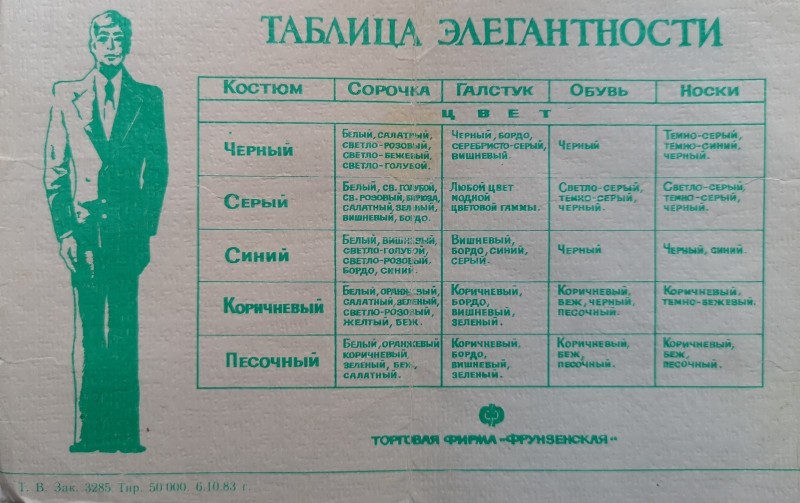 ТАБЛИЦА ЭЛЕГАНТНОСТИ
КОСТЮМ СОРОЧКА ГАЛСТУК ОБУВЬ НОСКИ
ЦВЕТ
ЧЕРНЫЙ
БЕЛЫЙ, САЛАТНЫЙ,
СВЕТЛО-РОЗОВЫЙ,
СВЕТЛО-БЕЖЕВЫЙ,
СВЕТЛО-ГОЛУБОЙ.
ЧЕРНЫЙ, БОРДО,
СЕРЕБРИСТО-СЕРЫЙ,
ВИШНЕВЫЙ.
ЧЕРНЫЙ
ТЕМНО-СЕРЫЙ,
ТЕМНО-СИНИЙ,
ЧЕРНЫЙ.
СЕРЫЙ
БЕЛЫЙ, СВ. ГОЛУБОЙ,
СВ. РОЗОВЫЙ, БИРЮЗА,
САЛАТНЫЙ, ЗЕЛЕНЫЙ,
ВИШНЕВЫЙ, БОРДО.
ЛЮБОЙ ЦВЕТ
МОДНОЙ
ЦВЕТОВОЙ ГАММЫ.
СВЕТЛО-СЕРЫЙ,
ТЕМНО-СЕРЫЙ,
ЧЕРНЫЙ.
СВЕТЛО-СЕРЫЙ,
ТЕМНО-СЕРЫЙ,
ЧЕРНЫЙ.
СИНИЙ
БЕЛЫЙ, ВИШНЕВЫЙ,
СВЕТЛО-ГОЛУБОЙ,
СВЕТЛО-РОЗОВЫЙ.
БОРДО, СИНИЙ.
ВИШНЕВЫЙ,
БОРДО, СИНИЙ,
СЕРЫЙ.
ЧЕРНЫЙ
ЧЕРНЫЙ, СИНИЙ.
КОРИЧНЕВЫЙ
БЕЛЫЙ, ОРАНЖЕВЫЙ,
САЛАТНЫЙ, ЗЕЛЕНЫЙ,
СВЕТЛО-РОЗОВЫЙ,
ЖЕЛТЫЙ, БЕЖ.
КОРИЧНЕВЫЙ,
БОРДО,
ВИШНЕВЫЙ,
ЗЕЛЕНЫЙ.
КОРИЧНЕВЫЙ,
БЕЖ, ЧЕРНЫЙ,
ПЕСОЧНЫЙ.
КОРИЧНЕВЫЙ,
ТЕМНО-БЕЖЕВЫЙ.
ПЕСОЧНЫЙ
БЕЛЫЙ, ОРАНЖЕВЫЙ
КОРИЧНЕВЫЙ,
ЗЕЛЕНЫЙ, БЕЖ,
САЛАТНЫЙ.
КОРИЧНЕВЫЙ,
БОРДО,
ВИШНЕВЫЙ,
ЗЕЛЕНЫЙ.
КОРИЧНЕВЫЙ,
БЕЖ,
ПЕСОЧНЫЙ.
КОРИЧНЕВЫЙ,
БЕЖ,
ПЕСОЧНЫЙ.
ТОРГОВАЯ ФИРМА „ФРУНЗЕНСКАЯ“
Т. В. Зак. 3285 Тир. 50 000. 6.10.83 г.